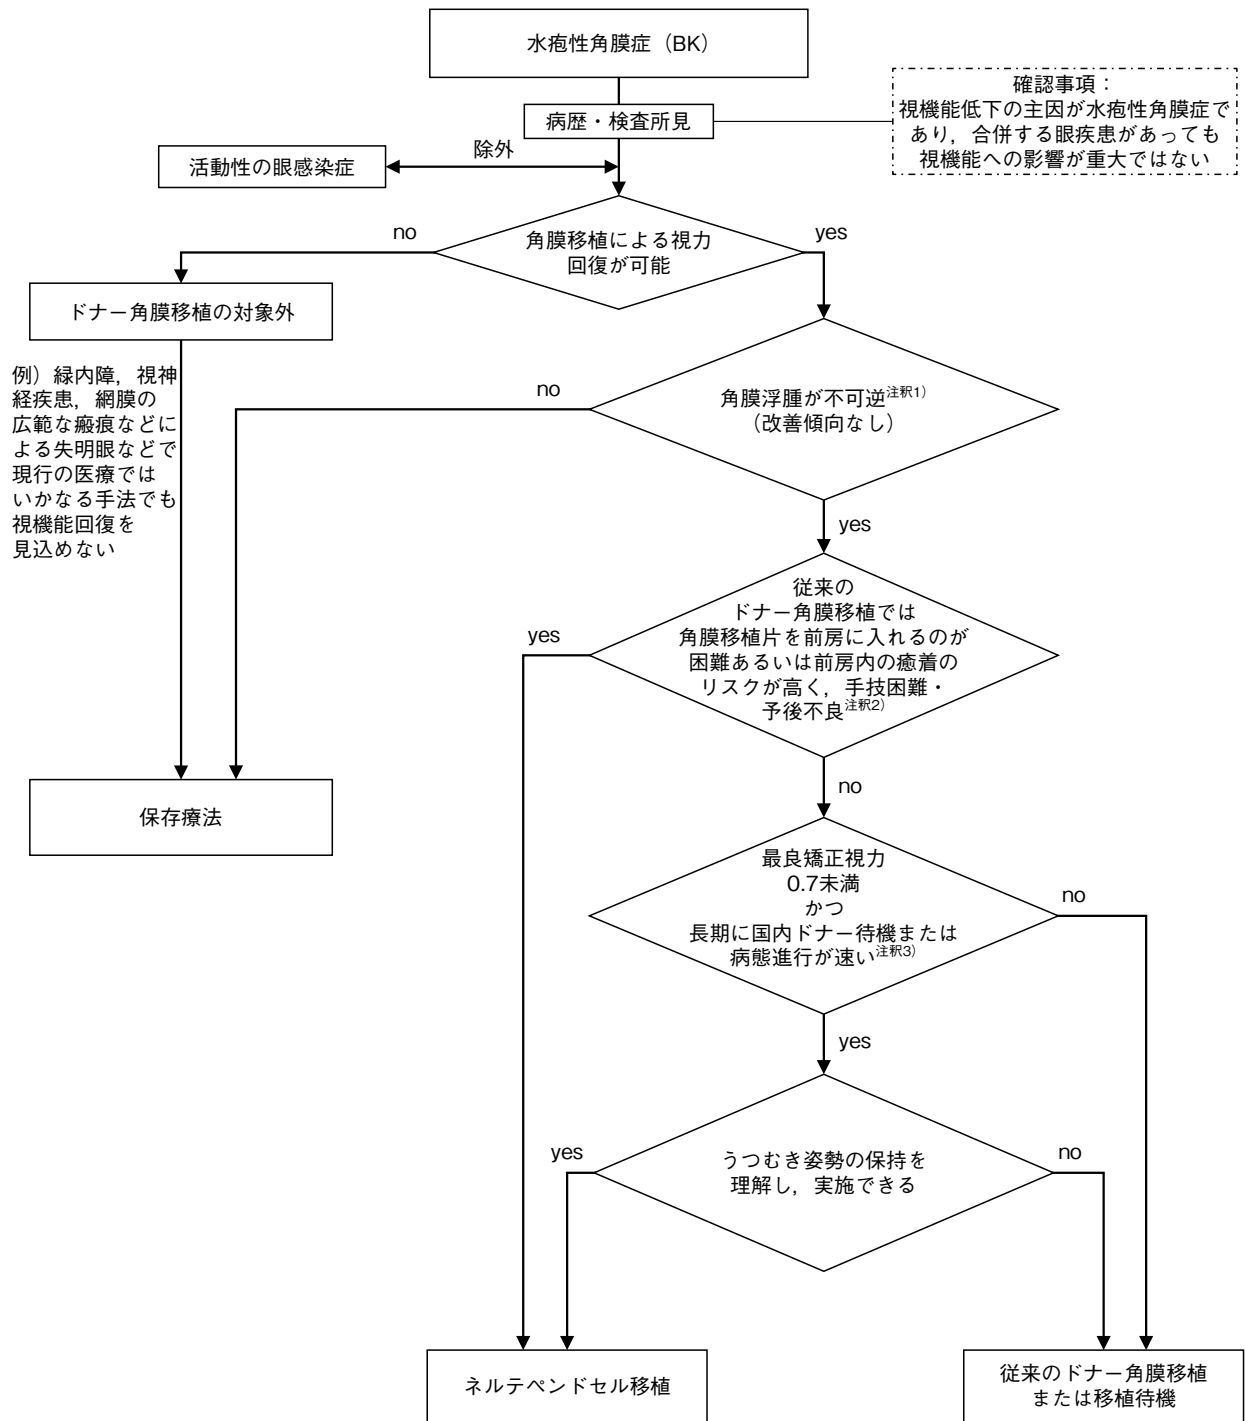 水疱性角膜症（BK）
病歴・検査所見
確認事項：
視機能低下の主因が水疱性角膜症で
あり，合併する眼疾患があっても
視機能への影響が重大ではない
除外
活動性の眼感染症
no
角膜移植による視力
回復が可能
yes
ドナー角膜移植の対象外
例）緑内障，視神
経疾患，網膜の
広範な瘢痕などに
よる失明眼などで
現行の医療では
いかなる手法でも
視機能回復を
見込めない
no
角膜浮腫が不可逆注釈1）
（改善傾向なし）
yes
従来の
ドナー角膜移植では
角膜移植片を前房に入れるのが
困難あるいは前房内の癒着の
リスクが高く，手技困難・
予後不良注釈2）
yes
no
保存療法
最良矯正視力
0.7未満
かつ
長期に国内ドナー待機または
病態進行が速い注釈3）
no
yes
うつむき姿勢の保持を
理解し，実施できる
yes
no
ネルテペンドセル移植
従来のドナー角膜移植
または移植待機